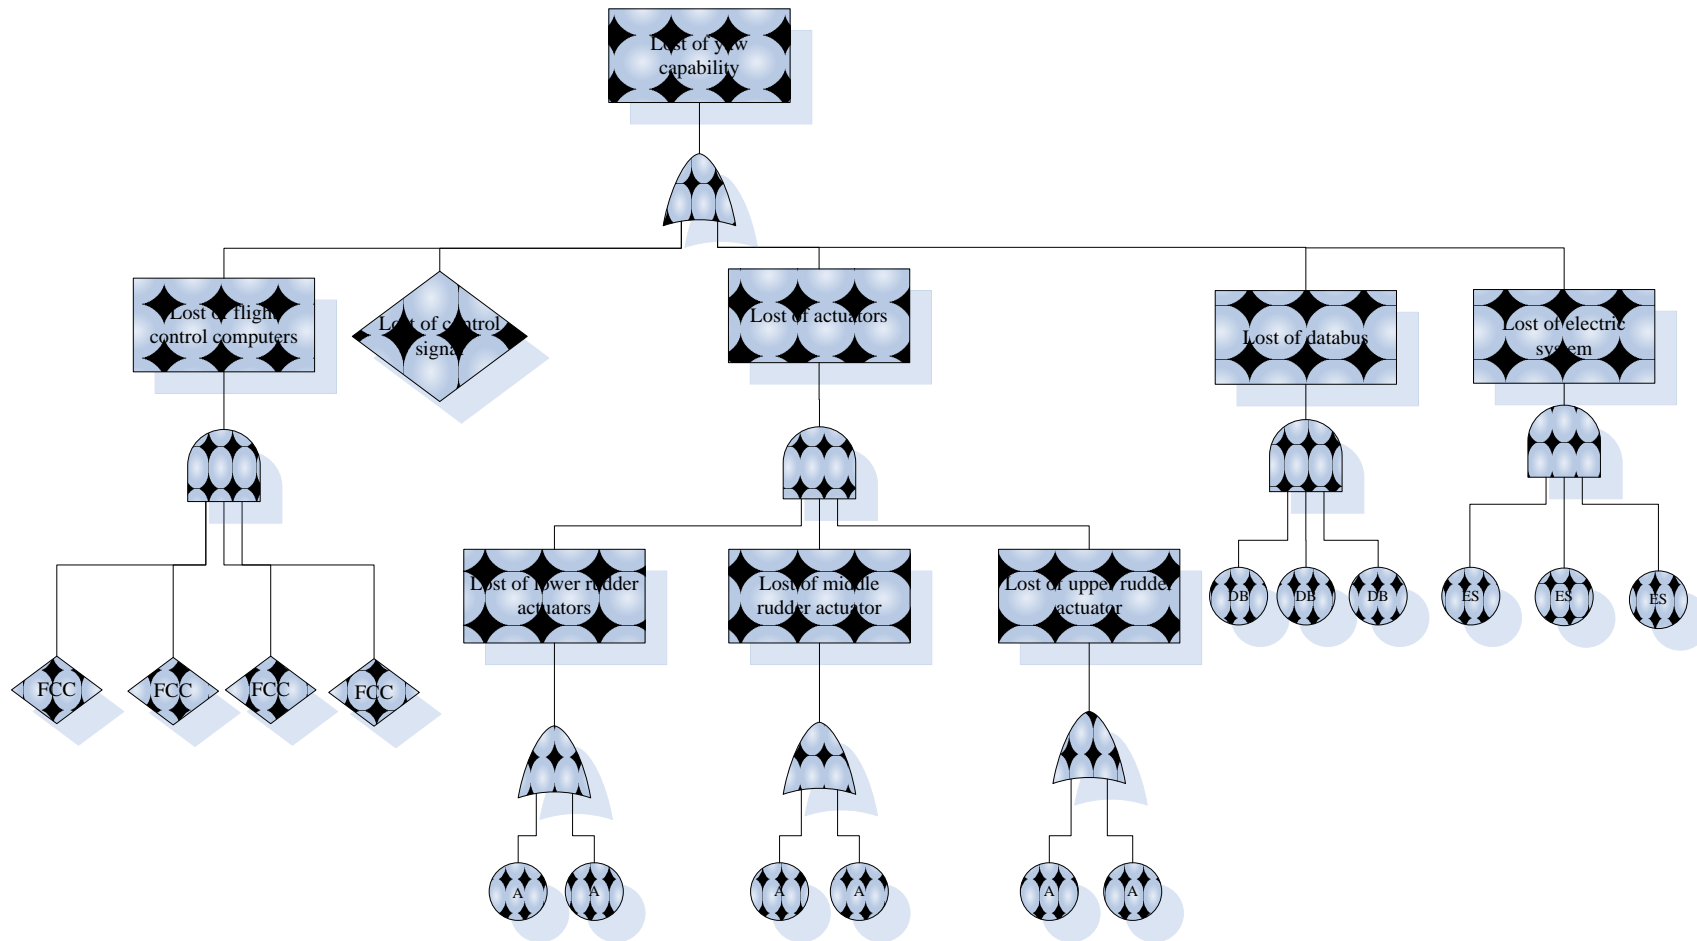 Lost of yaw
capability
Lost of flight
control computers
Lost of control
signal
Lost of actuators
Lost of databus
Lost of electric
system
Lost of lower rudder
actuators
Lost of middle
rudder actuator
Lost of upper rudder
actuator
DB
DB
DB
ES
ES
ES
FCC
FCC
FCC
FCC
A
A
A
A
A
A